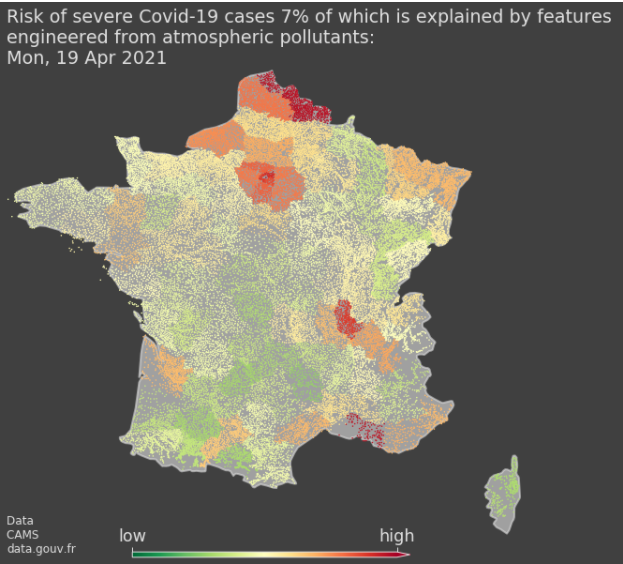 Risk of severe Covid-19 cases 7% of which is explained by features
engineered from atmospheric pollutants:
Mon, 19 Apr 2021
Data
CAMS
data.gouv.fr
low
high